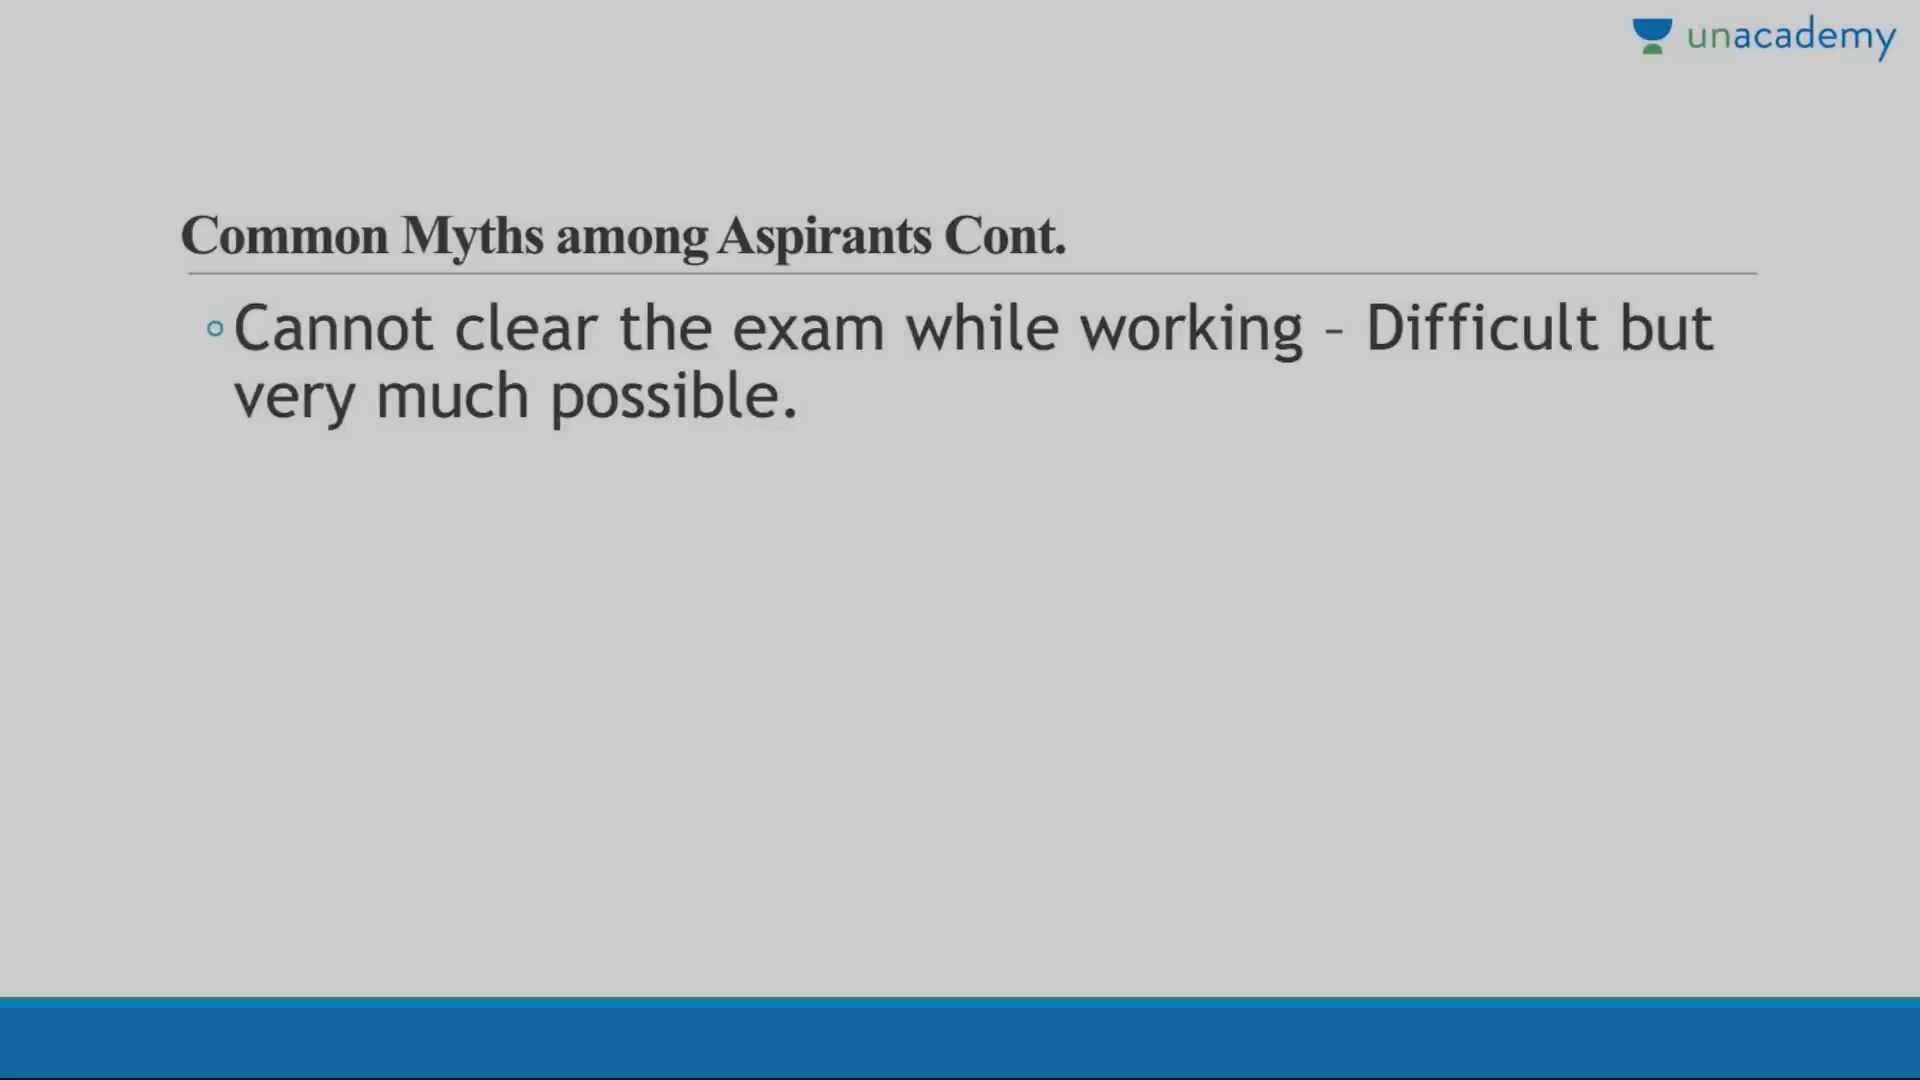 unacademy
Common Myths among Aspirants Cont.
◦Cannot clear the exam while working – Difficult but
very much possible.